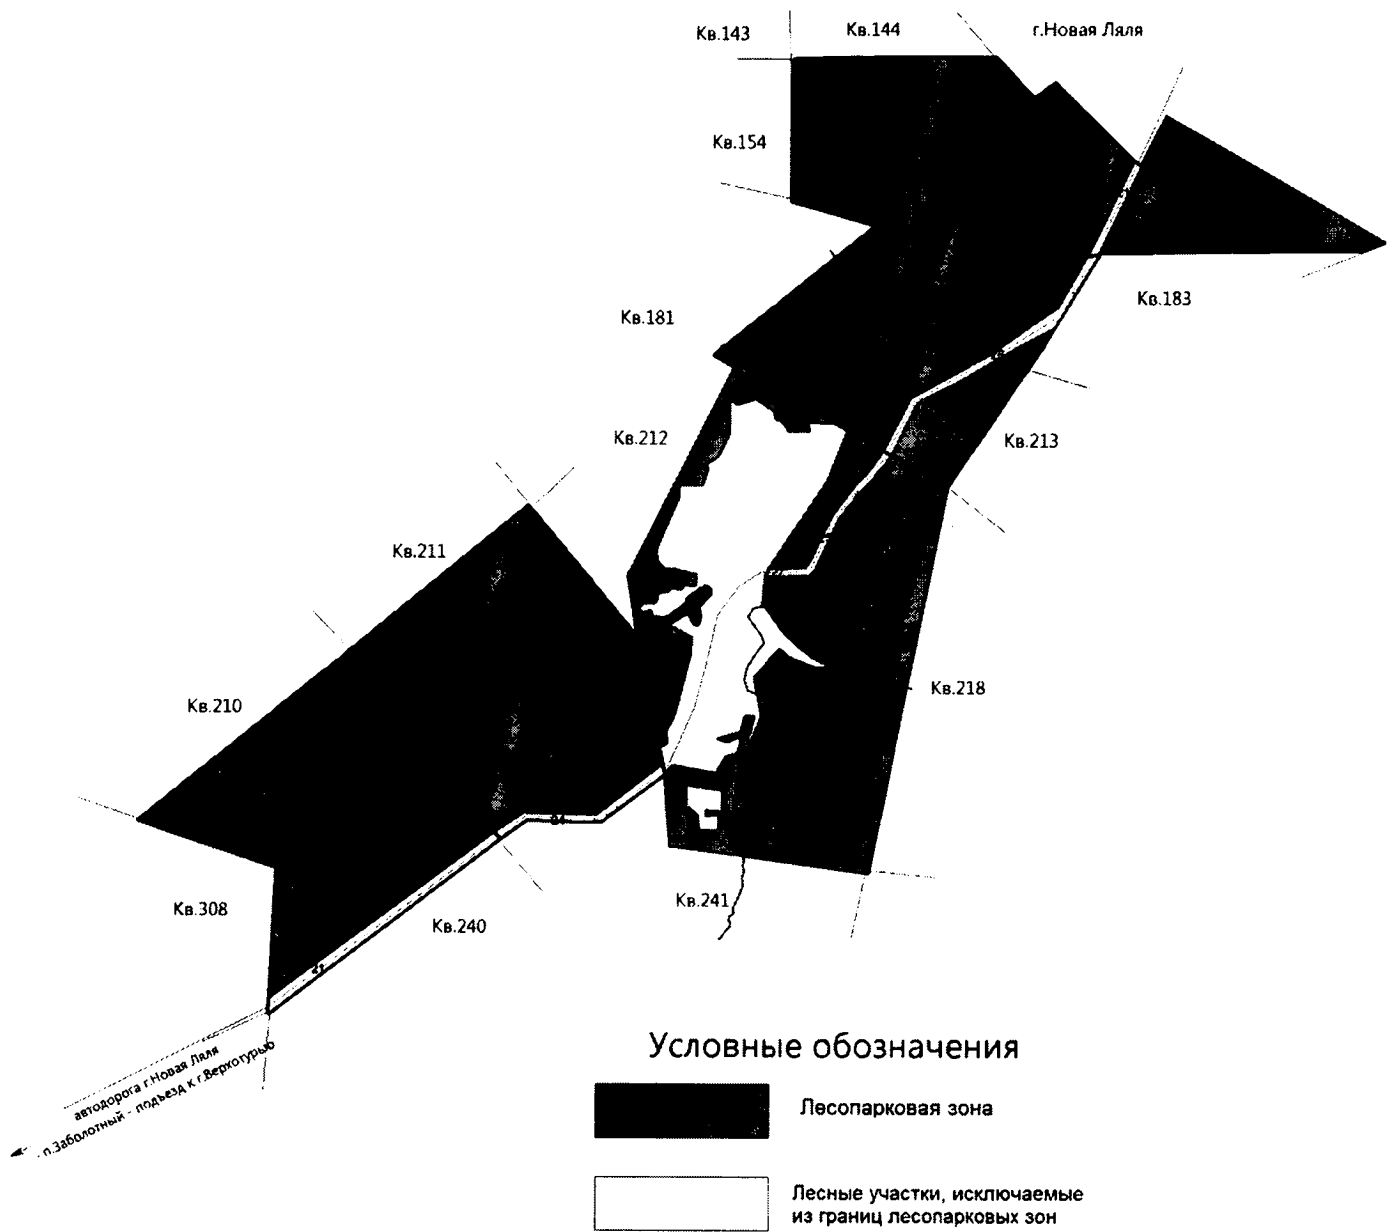 Кв.143
Кв.144
г.Новая Ляля
Кв.154
Кв.183
Кв.181
Кв.212
Кв.213
Кв.211
Кв.218
Кв.210
Кв.241
Кв.308
Кв.240
24
21
автодорога г.Новая Ляля
п.Заболотный - подъезд к г.Верхотурью
Условные обозначения
Лесопарковая зона
Лесные участки, исключаемые
из границ лесопарковых зон